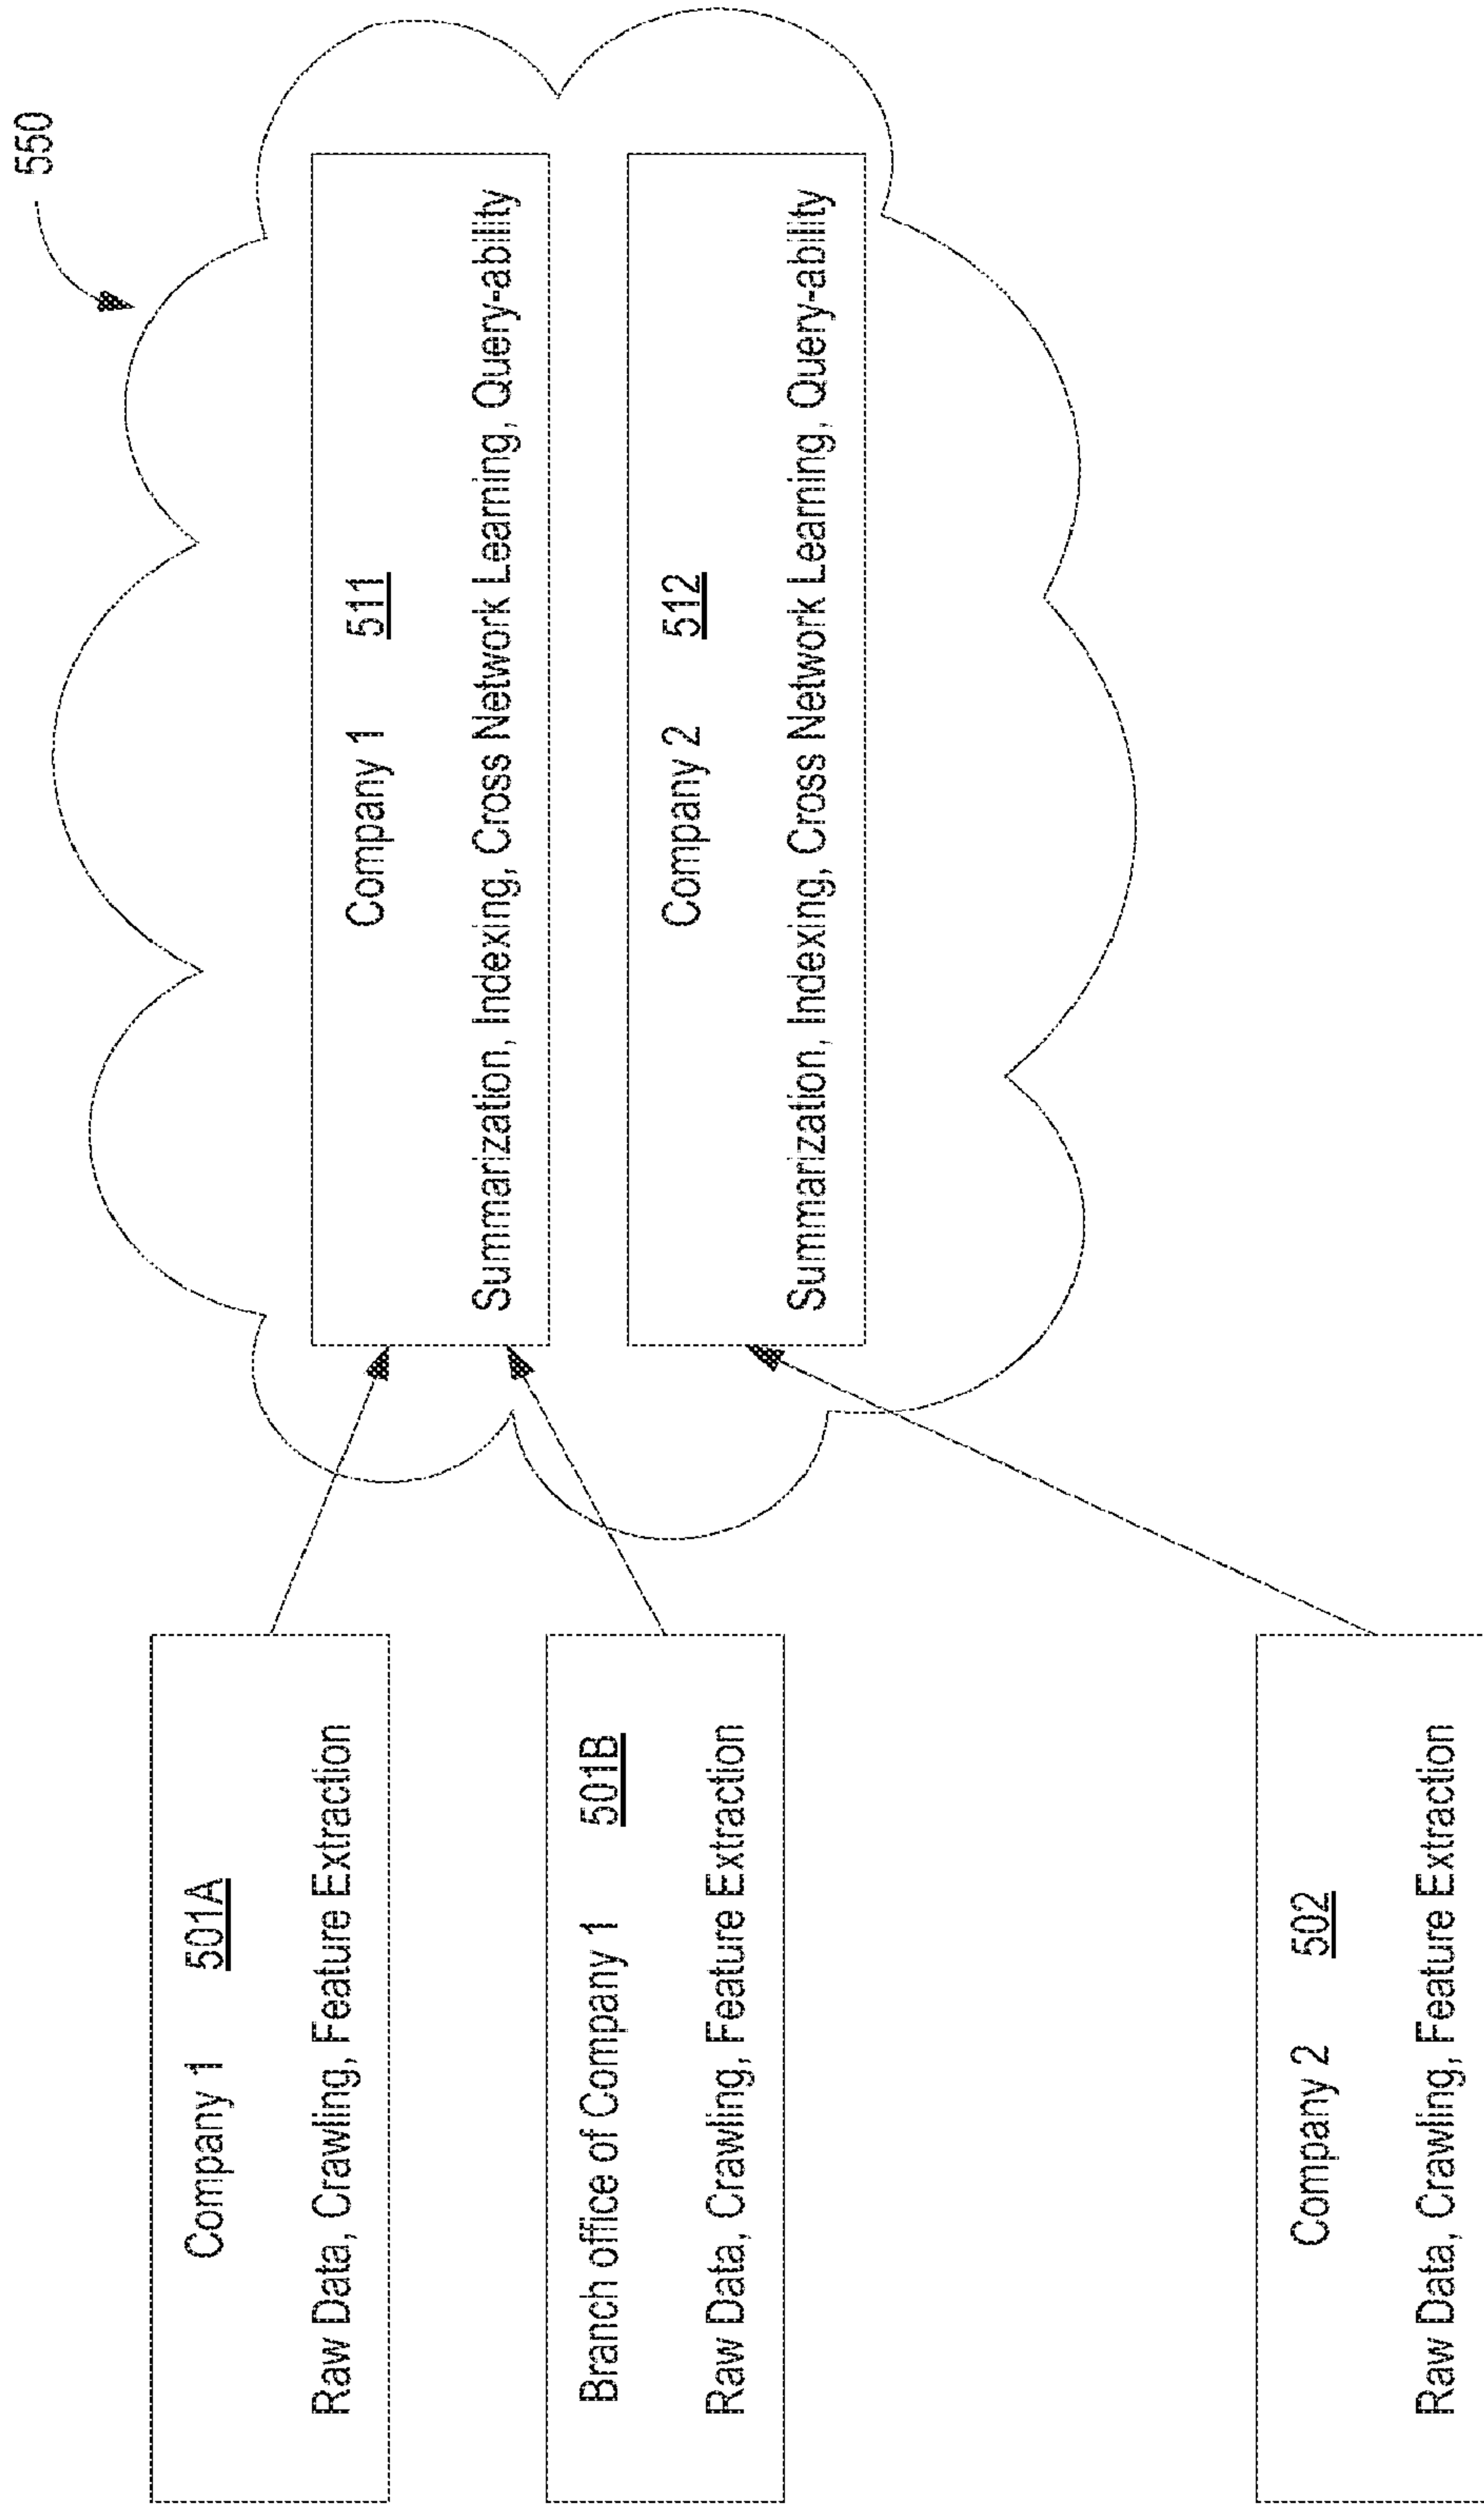 550
Company 1 501A
Raw Data, Crawling, Feature Extraction
Branch office of Company 1 501B
Raw Data, Crawling, Feature Extraction
Company 2 502
Raw Data, Crawling, Feature Extraction
Company 1 511
Summarization, Indexing, Cross Network Learning, Query-ability
Company 2 512
Summarization, Indexing, Cross Network Learning, Query-ability